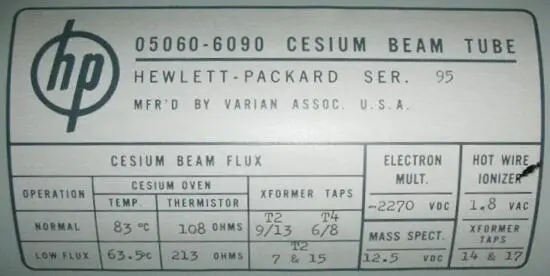 hp
05060-6090 CESIUM BEAM TUBE
HEWLETT-PACKARD SER. 95
MFR'D BY VARIAN ASSOC. U.S.A.
CESIUM BEAM FLUX
ELECTRON MULT.
HOT WIRE IONIZER
OPERATION
CESIUM OVEN
XFORMER TAPS
TEMP. THERMISTOR
-2270 VDC
1.8 VAC
NORMAL 83 ºC 108 OHMS T2 9/13 T4 6/8
MASS SPECT.
XFORMER TAPS
LOW FLUX 63.5ºC 213 OHMS T2 7 & 15
12.5 VDC
14 & 17